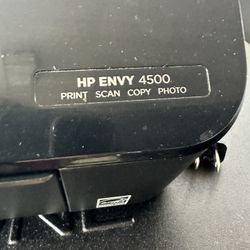 HP ENVY 4500
PRINT SCAN COPY PHOTO